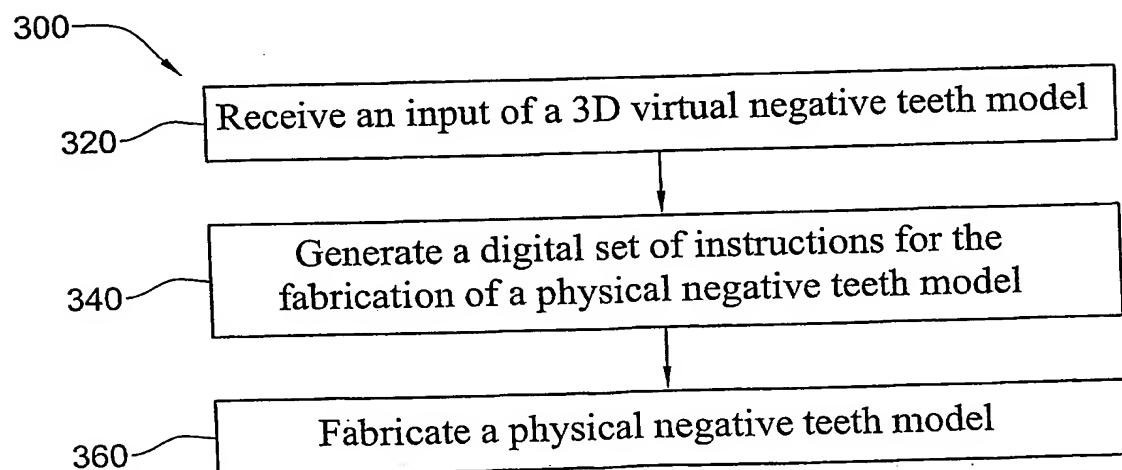 300
320
Receive an input of a 3D virtual negative teeth model
340
Generate a digital set of instructions for the
fabrication of a physical negative teeth model
360
Fabricate a physical negative teeth model